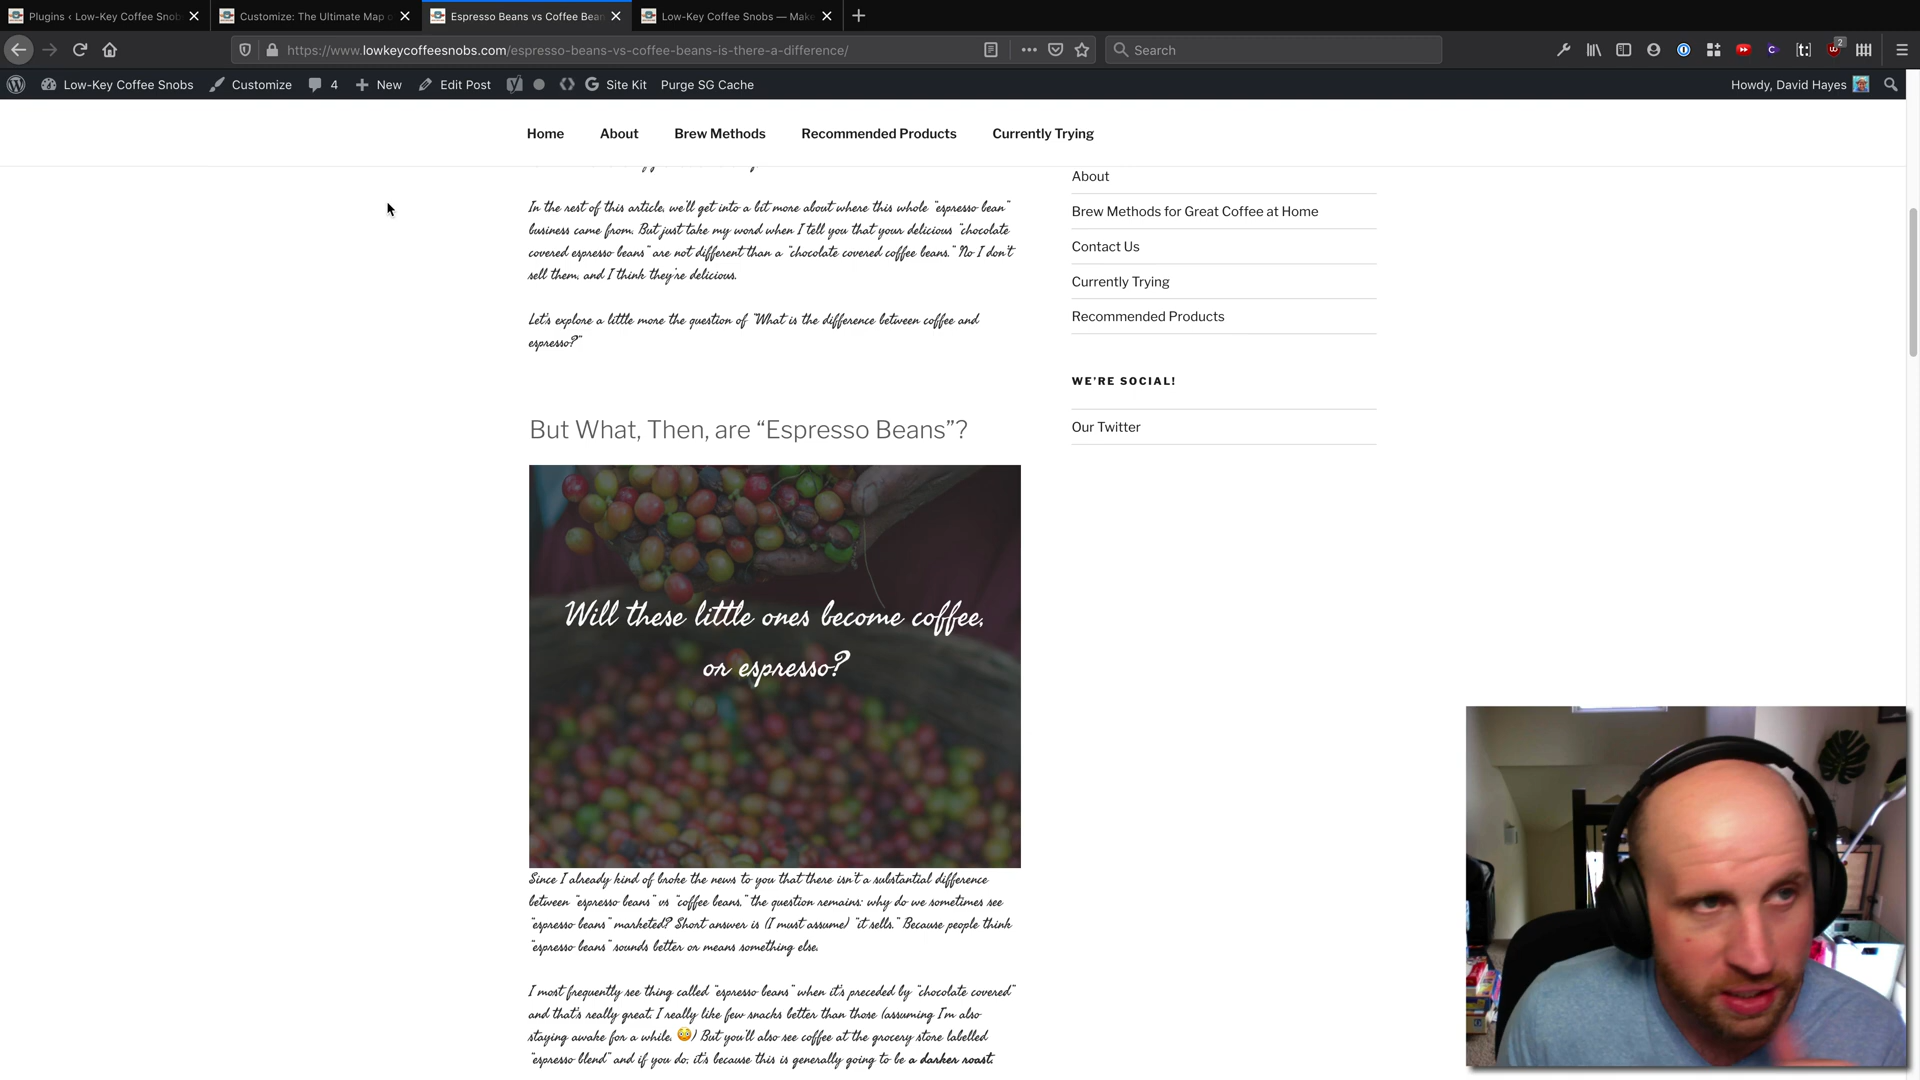 Plugins ‹ Low-Key Coffee Snob
Customize: The Ultimate Map o
Espresso Beans vs Coffee Bean
Low-Key Coffee Snobs — Make
https://www.lowkeycoffeesnobs.com/espresso-beans-vs-coffee-beans-is-there-a-difference/
Search
2
Low-Key Coffee Snobs
Customize
4
New
Edit Post
Site Kit
Purge SG Cache
Howdy, David Hayes
Home
About
Brew Methods
Recommended Products
Currently Trying
In the rest of this article, we'll get into a bit more about where this whole "espresso bean"
business came from. But just take my word when I tell you that your delicious "chocolate
covered espresso beans" are not different than a "chocolate covered coffee beans." No I don't
sell them, and I think they're delicious.
Let's explore a little more the question of "What is the difference between coffee and
espresso?"
But What, Then, are “Espresso Beans”?
Will these little ones become coffee,
or espresso?
Since I already kind of broke the news to you that there isn't a substantial difference
between "espresso beans" vs "coffee beans," the question remains: why do we sometimes see
"espresso beans" marketed? Short answer is (I must assume) "it sells." Because people think
"espresso beans" sounds better or means something else.
I most frequently see thing called "espresso beans" when it's preceded by "chocolate covered"
and that's really great. I really like few snacks better than those (assuming I'm also
staying awake for a while. 😳) But you'll also see coffee at the grocery store labelled
"espresso blend" and if you do, it's because this is generally going to be a darker roast.
About
Brew Methods for Great Coffee at Home
Contact Us
Currently Trying
Recommended Products
WE'RE SOCIAL!
Our Twitter